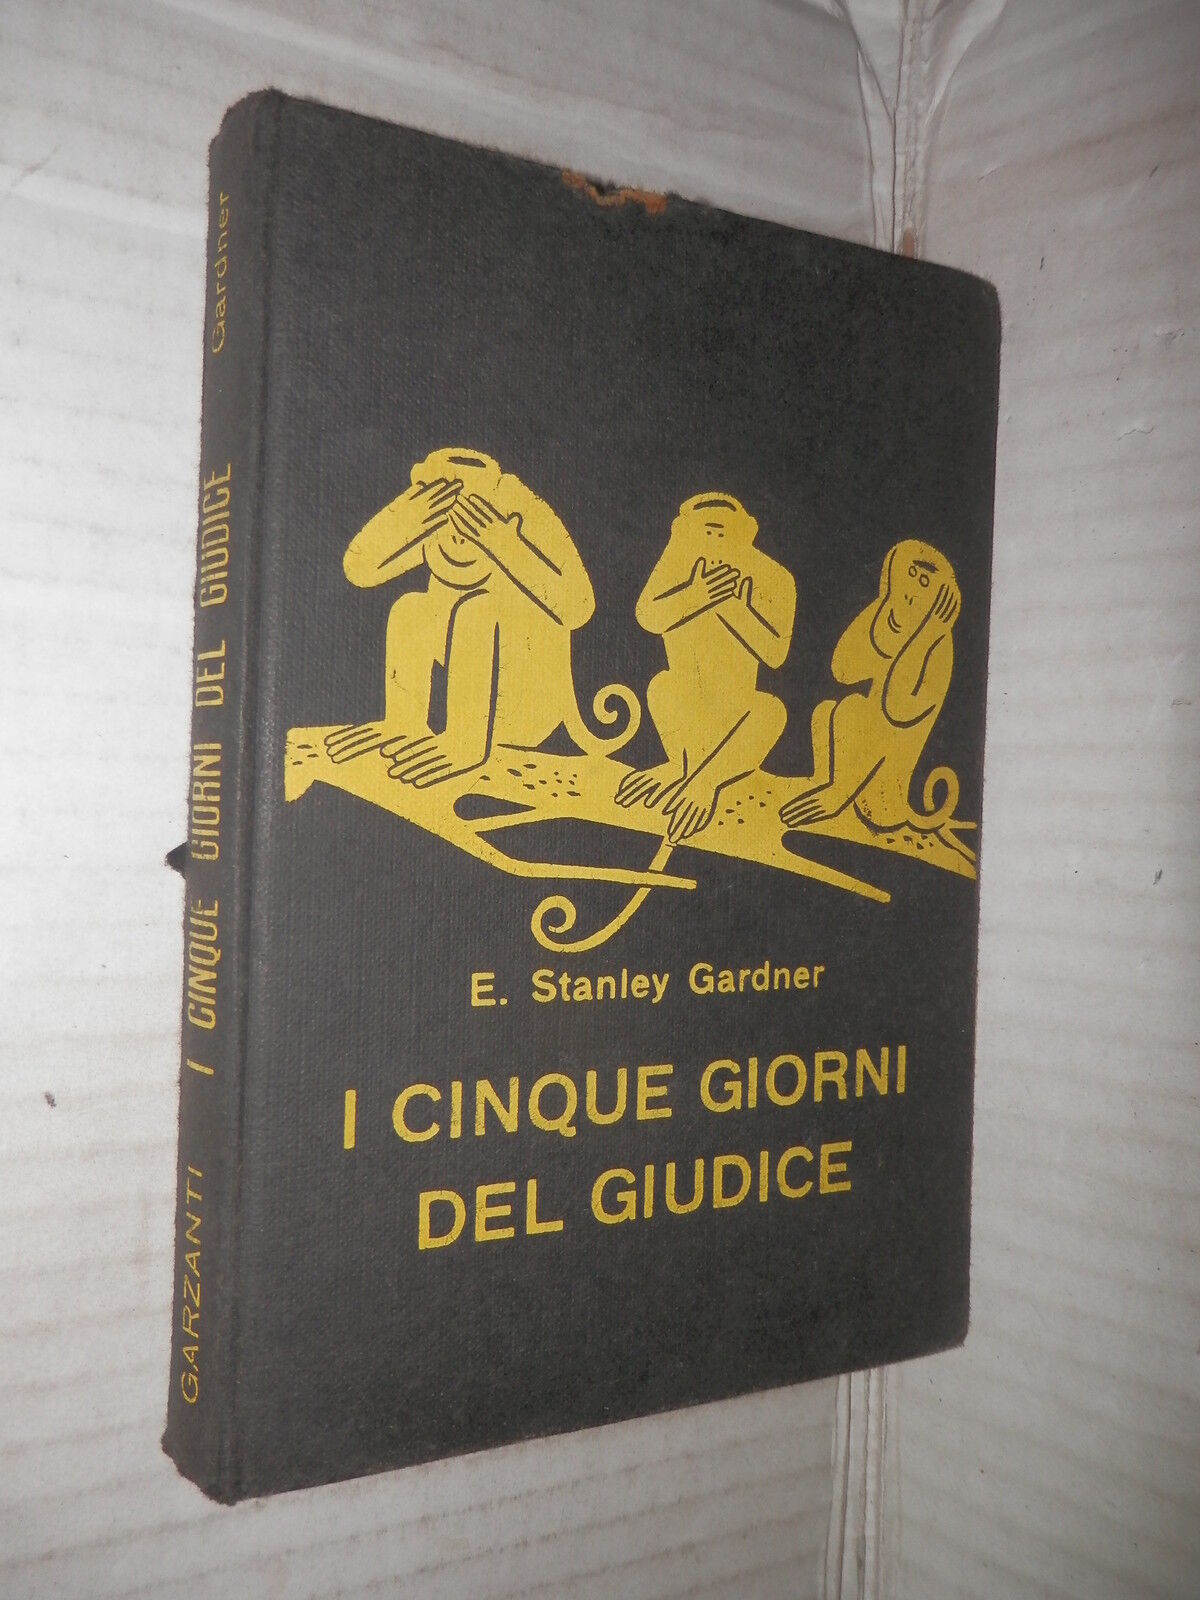 E. Stanley Gardner
I CINQUE GIORNI
DEL GIUDICE
GARZANTI I CINQUE GIORNI DEL GIUDICE Gardner